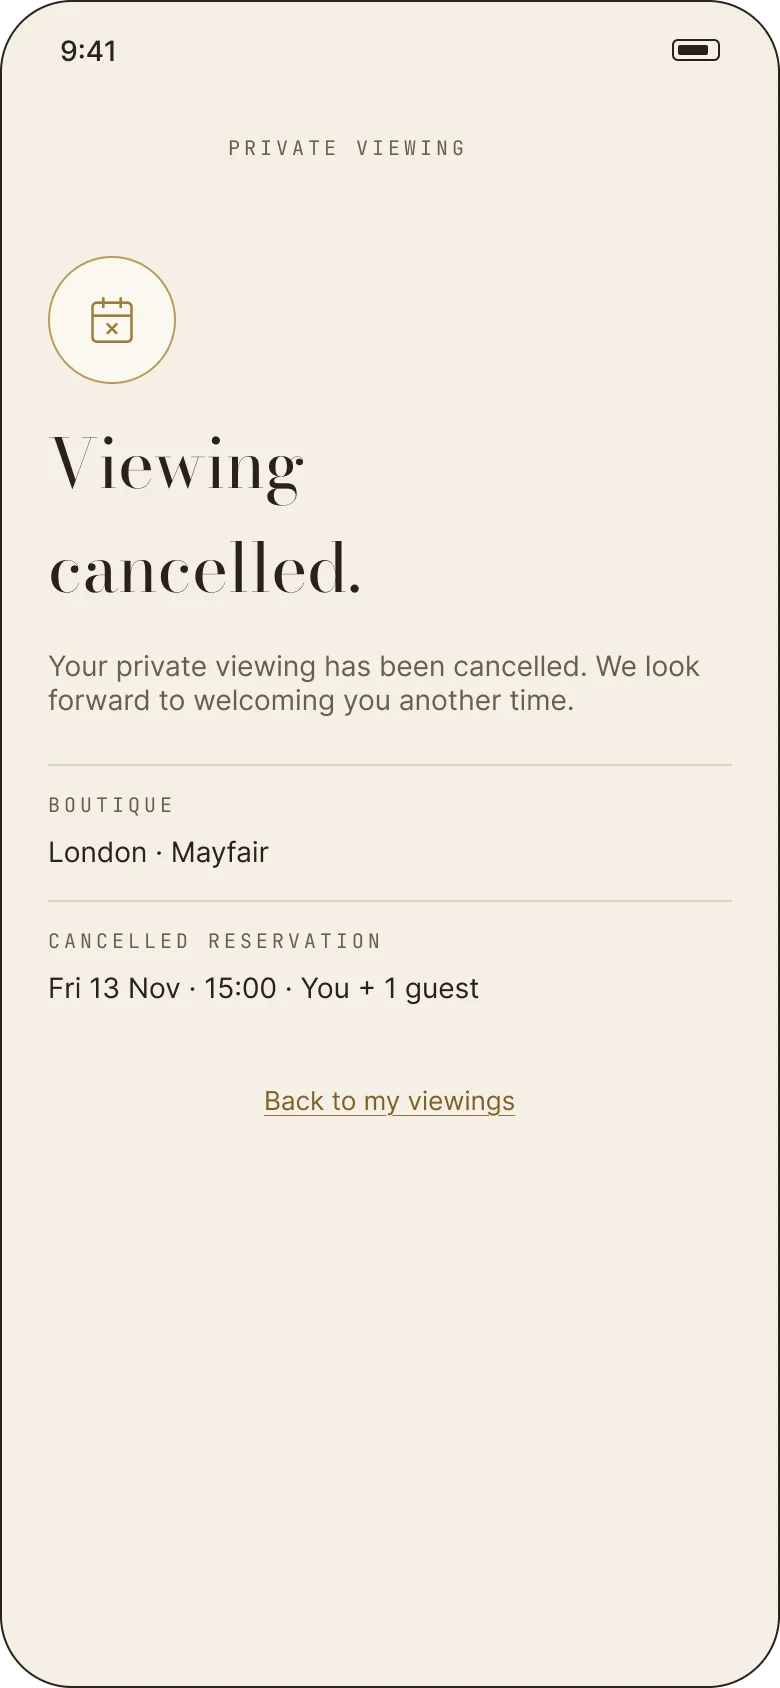 9:41
PRIVATE VIEWING
Viewing
cancelled.
Your private viewing has been cancelled. We look
forward to welcoming you another time.
BOUTIQUE
London · Mayfair
CANCELLED RESERVATION
Fri 13 Nov · 15:00 · You + 1 guest
Back to my viewings